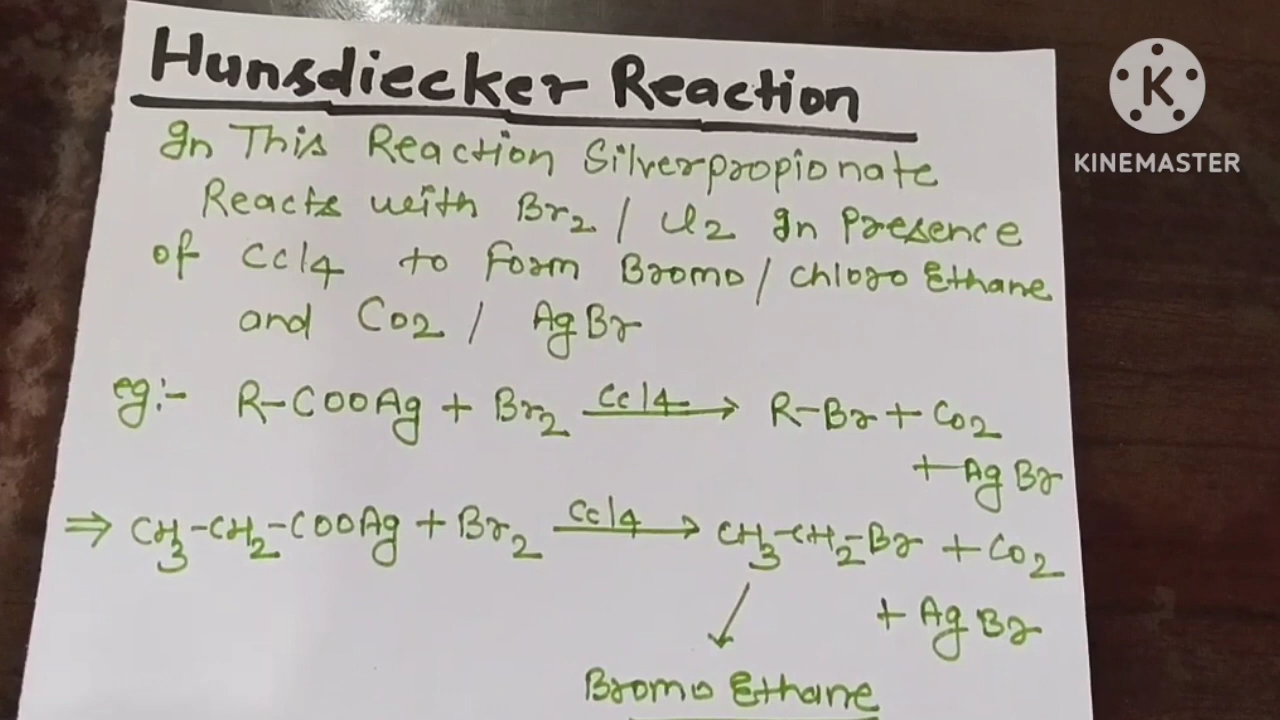 Hunsdiecker Reaction
In This Reaction Silverpropionate
Reacts with Br2 / Cl2 In Presence
of CCl4 to Form Bromo / chloro Ethane
and CO2 / AgBr
eg:- R-COOAg + Br2 CCl4 → R-Br + CO2
+ AgBr
⇒ CH3-CH2-COOAg + Br2 CCl4 → CH3-CH2-Br + CO2
+ AgBr
Bromo Ethane
K
KINEMASTER